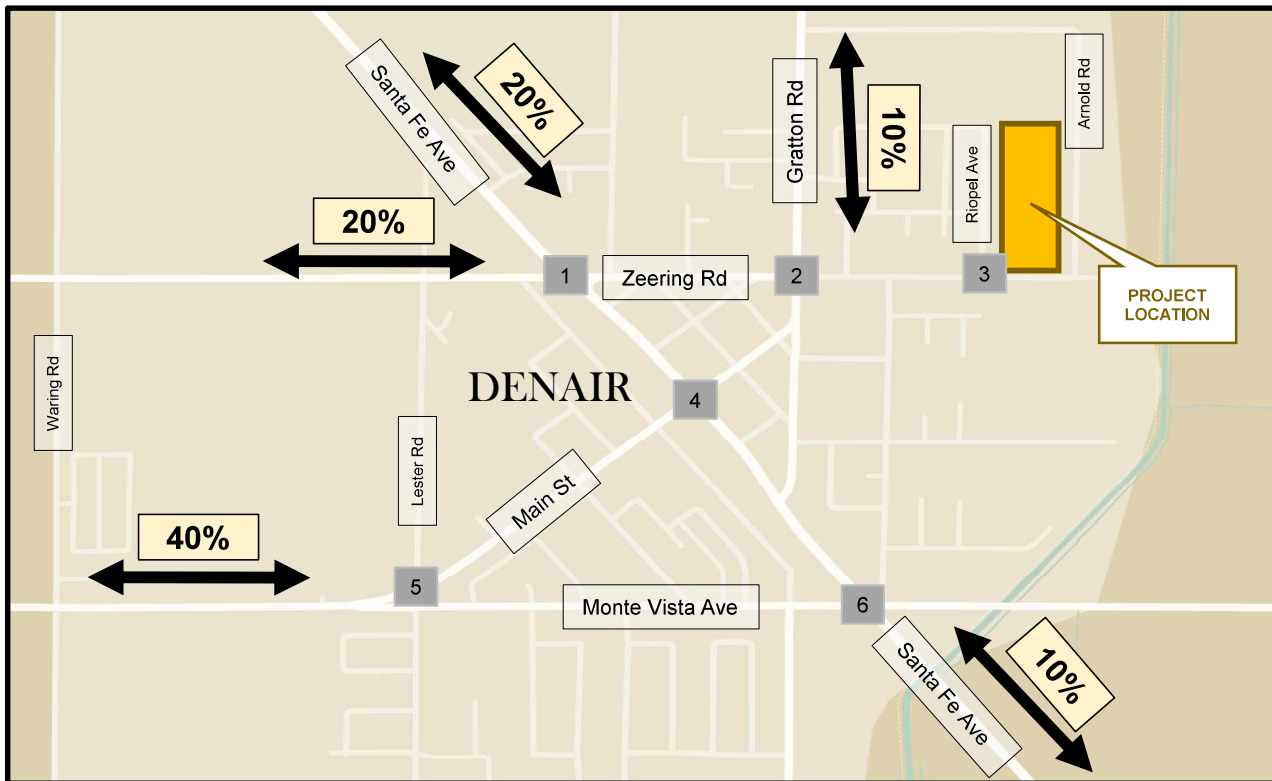 Santa Fe Ave
20%
Gratton Rd
10%
Arnold Rd
Riopel Ave
20%
1
Zeering Rd
2
3
PROJECT
LOCATION
Waring Rd
DENAIR
4
Lester Rd
Main St
40%
5
Monte Vista Ave
6
Santa Fe Ave
10%